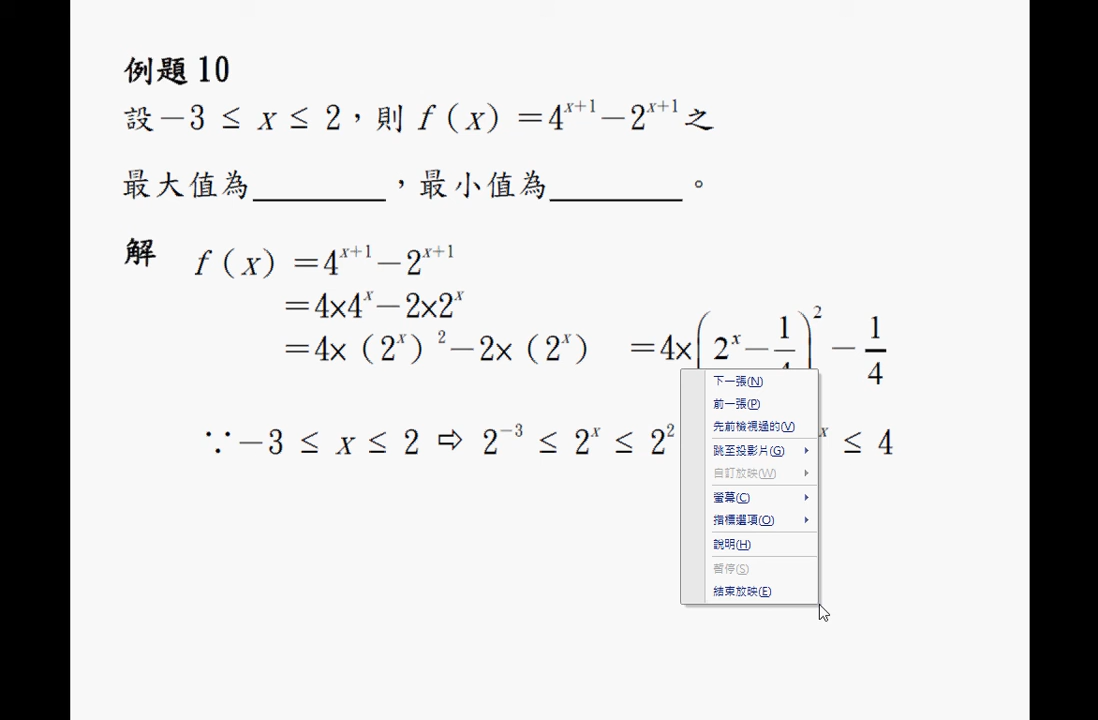 例題10
設−3 ≤ x ≤ 2，則 f（x）＝4^{x+1}−2^{x+1}之
最大值為________，最小值為________。
解 f（x）＝4^{x+1}−2^{x+1}
＝4×4^x−2×2^x
＝4×（2^x）^2−2×（2^x） ＝4×(2^x−1/4)^2−1/4
∵−3 ≤ x ≤ 2 ⇨ 2^{−3} ≤ 2^x ≤ 2^2 x ≤ 4
下一張(N)
前一張(P)
先前檢視過的(V)
跳至投影片(G)
自訂放映(W)
螢幕(C)
指標選項(O)
說明(H)
暫停(S)
結束放映(E)